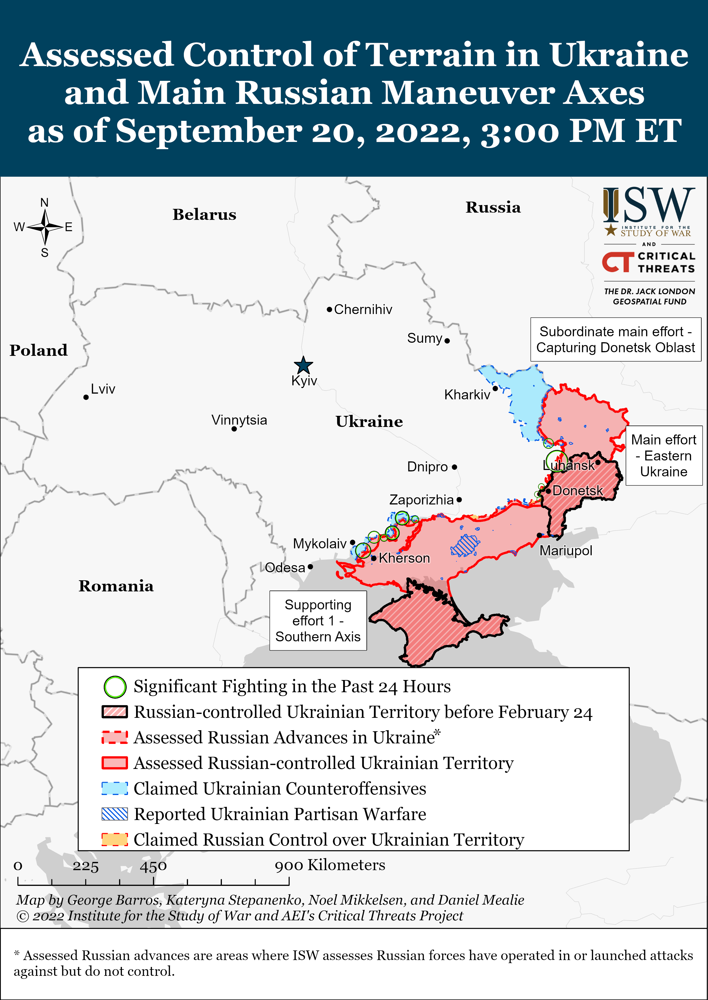 Assessed Control of Terrain in Ukraine
and Main Russian Maneuver Axes
as of September 20, 2022, 3:00 PM ET
N
W
E
S
Belarus
Russia
ISW
INSTITUTE FOR THE
STUDY OF WAR
AND
CT CRITICAL
THREATS
THE DR. JACK LONDON
GEOSPATIAL FUND
Chernihiv
Sumy
Subordinate main effort -
Capturing Donetsk Oblast
Poland
Kyiv
Lviv
Kharkiv
Vinnytsia
Ukraine
Main effort
- Eastern
Ukraine
Dnipro
Luhansk
Donetsk
Zaporizhia
Mykolaiv
Mariupol
Kherson
Odesa
Romania
Supporting
effort 1 -
Southern Axis
Significant Fighting in the Past 24 Hours
Russian-controlled Ukrainian Territory before February 24
Assessed Russian Advances in Ukraine*
Assessed Russian-controlled Ukrainian Territory
Claimed Ukrainian Counteroffensives
Reported Ukrainian Partisan Warfare
Claimed Russian Control over Ukrainian Territory
0 225 450 900 Kilometers
Map by George Barros, Kateryna Stepanenko, Noel Mikkelsen, and Daniel Mealie
© 2022 Institute for the Study of War and AEI's Critical Threats Project
* Assessed Russian advances are areas where ISW assesses Russian forces have operated in or launched attacks
against but do not control.